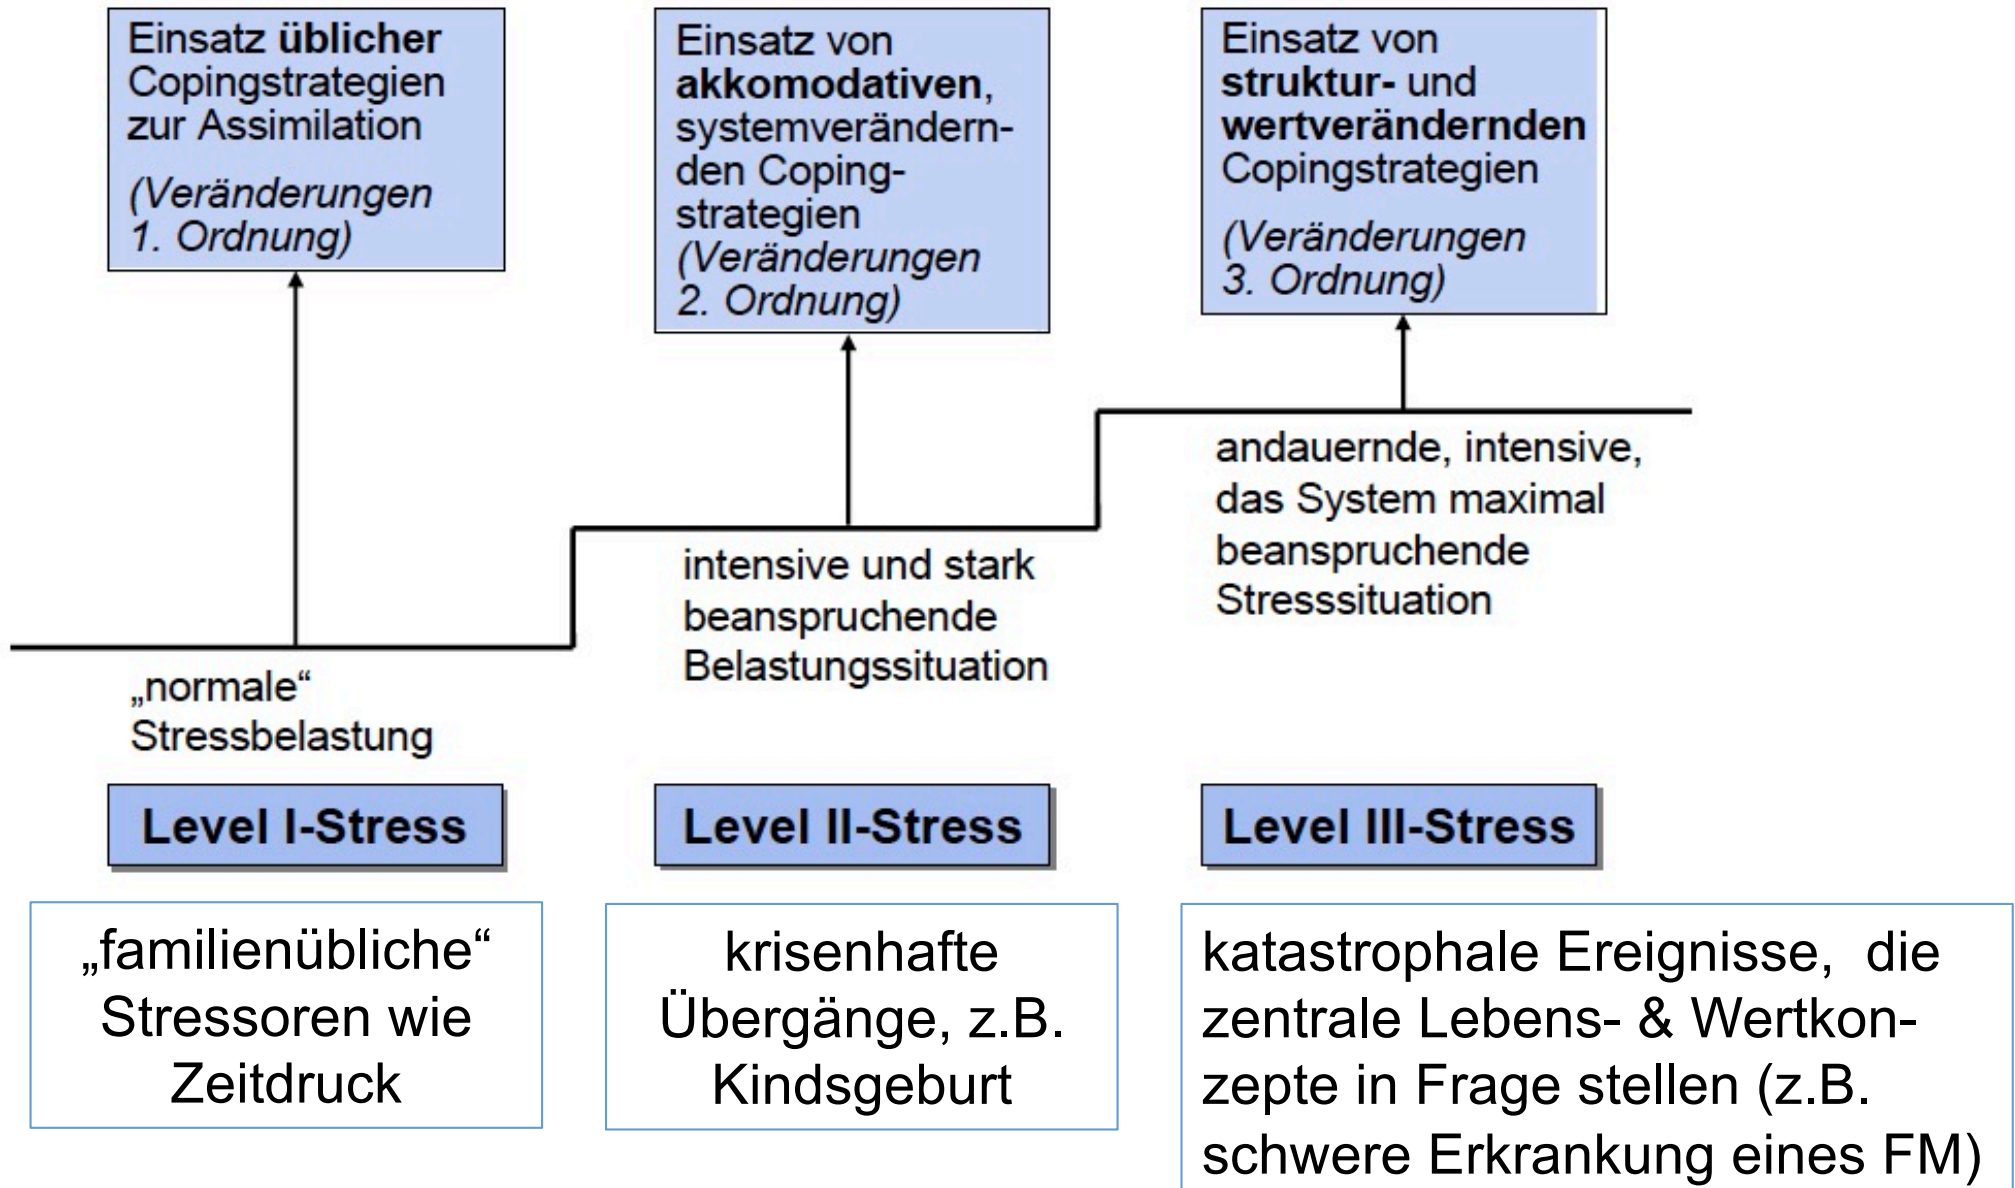 Einsatz üblicher
Copingstrategien
zur Assimilation
(Veränderungen
1. Ordnung)
Einsatz von
akkomodativen,
systemverändern-
den Coping-
strategien
(Veränderungen
2. Ordnung)
Einsatz von
struktur- und
wertverändernden
Copingstrategien
(Veränderungen
3. Ordnung)
„normale“
Stressbelastung
intensive und stark
beanspruchende
Belastungssituation
andauernde, intensive,
das System maximal
beanspruchende
Stresssituation
Level I-Stress
Level II-Stress
Level III-Stress
„familienübliche“
Stressoren wie
Zeitdruck
krisenhafte
Übergänge, z.B.
Kindsgeburt
katastrophale Ereignisse,  die
zentrale Lebens- & Wertkon-
zepte in Frage stellen (z.B.
schwere Erkrankung eines FM)